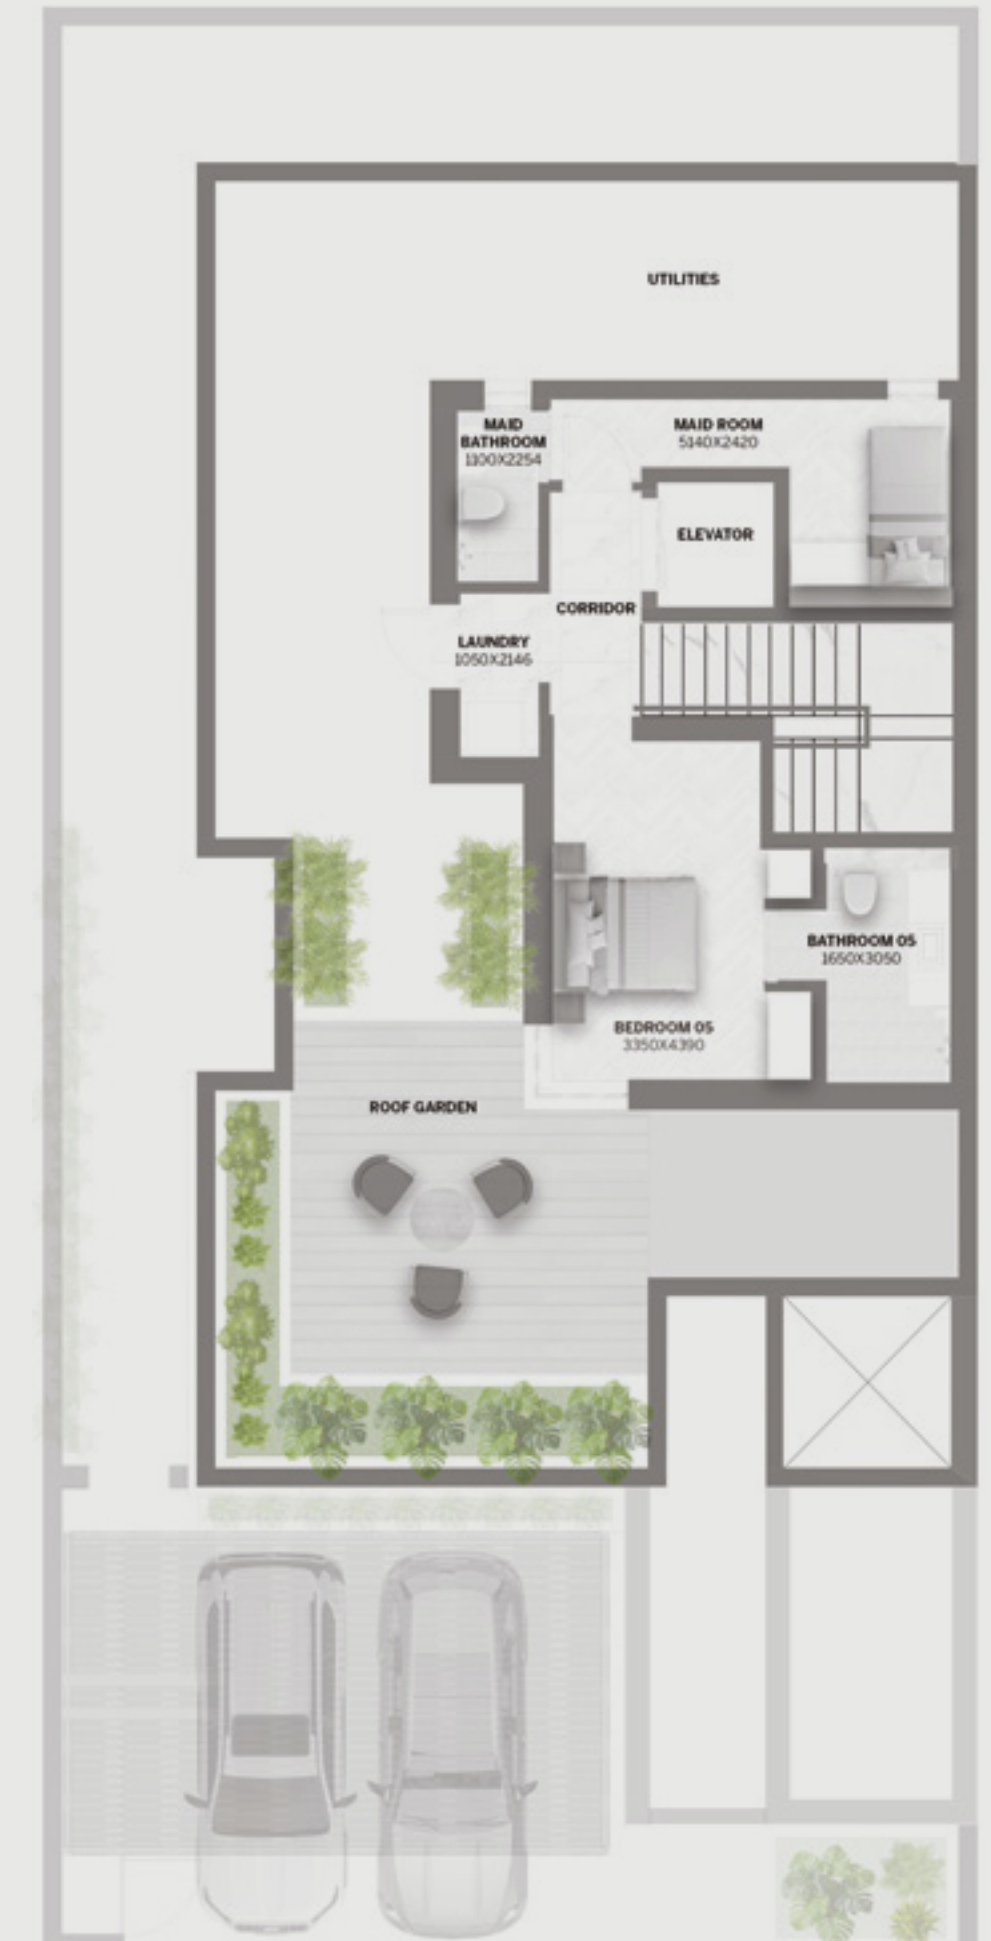 UTILITIES
MAID
BATHROOM
1100X2254
MAID ROOM
5140X2420
ELEVATOR
CORRIDOR
LAUNDRY
1050X2146
BATHROOM 05
1650X3050
BEDROOM 05
3350X4390
ROOF GARDEN